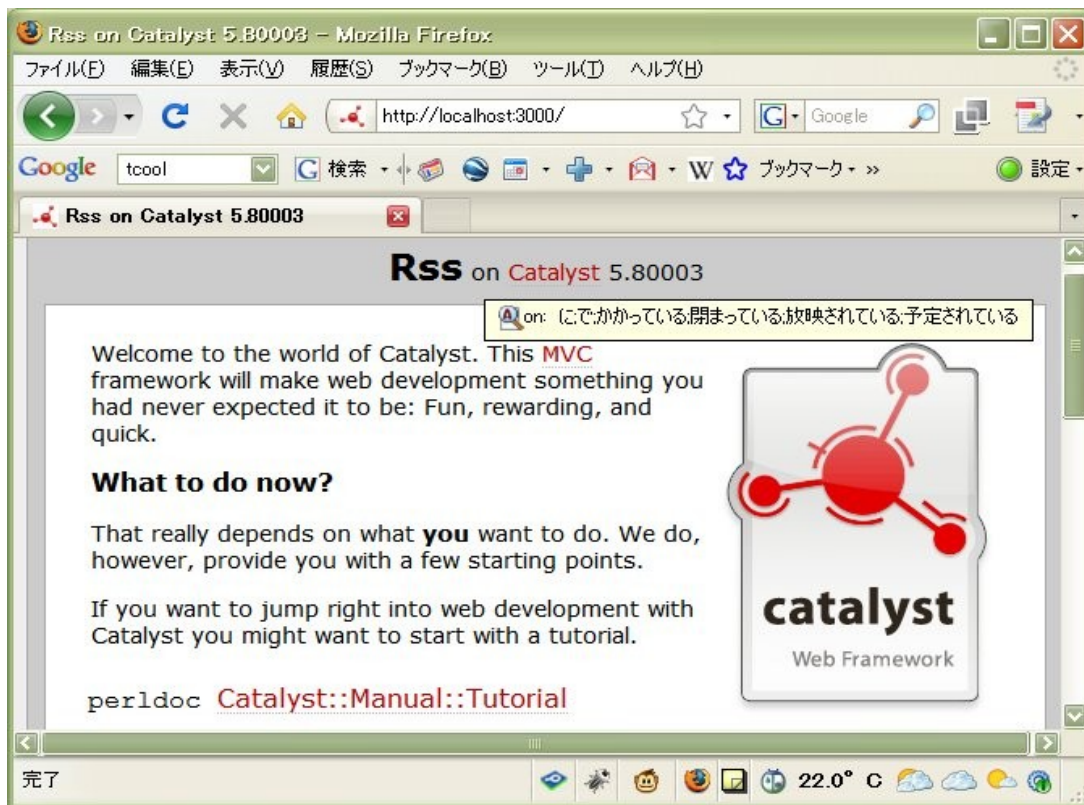 Rss on Catalyst 5.80003 - Mozilla Firefox
ファイル(F) 編集(E) 表示(V) 履歴(S) ブックマーク(B) ツール(T) ヘルプ(H)
http://localhost:3000/
G Google
Google tcool G 検索 W ブックマーク » 設定
Rss on Catalyst 5.80003
Rss on Catalyst 5.80003
on: に;で;かかっている;閉まっている;放映されている;予定されている
Welcome to the world of Catalyst. This MVC
framework will make web development something you
had never expected it to be: Fun, rewarding, and
quick.
What to do now?
That really depends on what you want to do. We do,
however, provide you with a few starting points.
If you want to jump right into web development with
Catalyst you might want to start with a tutorial.
perldoc Catalyst::Manual::Tutorial
catalyst
Web Framework
完了
22.0° C